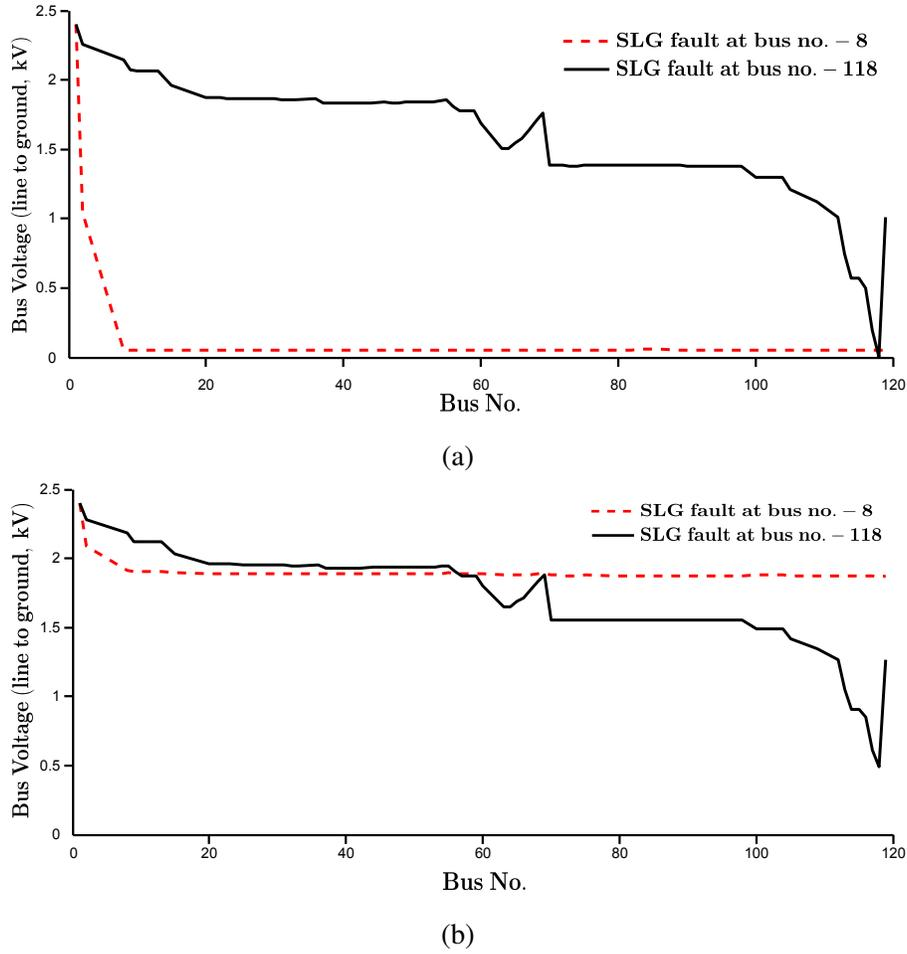 2.5
SLG fault at bus no. – 8
SLG fault at bus no. – 118
2
1.5
1
0.5
0
Bus Voltage (line to ground, kV)
0 20 40 60 80 100 120
Bus No.
(a)
2.5
SLG fault at bus no. – 8
SLG fault at bus no. – 118
2
1.5
1
0.5
0
Bus Voltage (line to ground, kV)
0 20 40 60 80 100 120
Bus No.
(b)